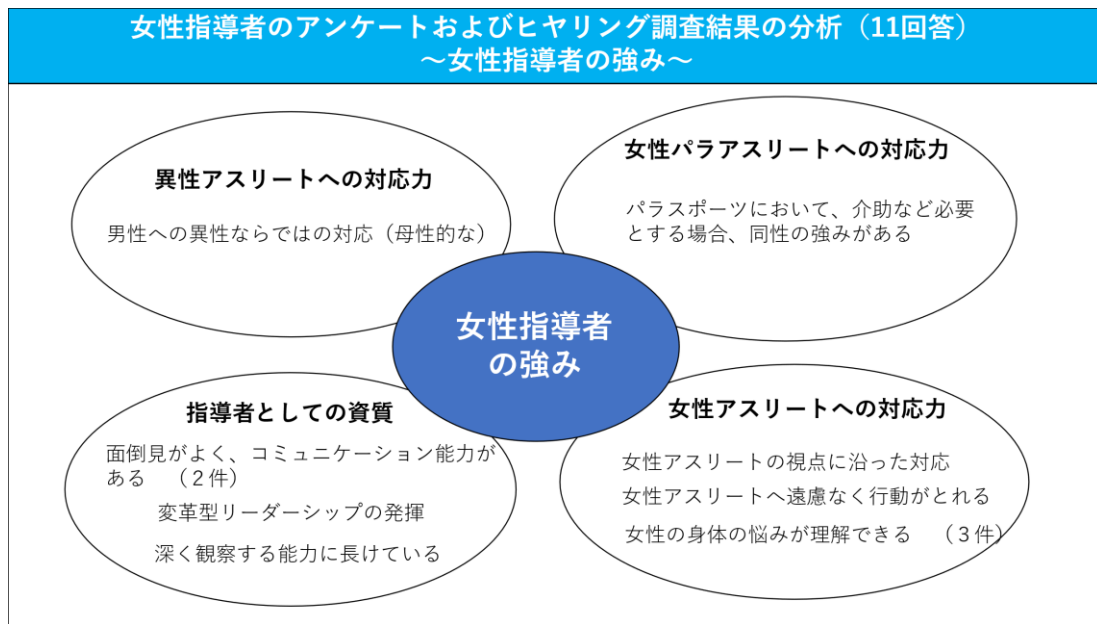 女性指導者のアンケートおよびヒヤリング調査結果の分析（11回答）
～女性指導者の強み～
異性アスリートへの対応力
男性への異性ならではの対応（母性的な）
女性パラアスリートへの対応力
パラスポーツにおいて、介助など必要
とする場合、同性の強みがある
女性指導者
の強み
指導者としての資質
面倒見がよく、コミュニケーション能力が
ある　（２件）
変革型リーダーシップの発揮
深く観察する能力に長けている
女性アスリートへの対応力
女性アスリートの視点に沿った対応
女性アスリートへ遠慮なく行動がとれる
女性の身体の悩みが理解できる　（３件）